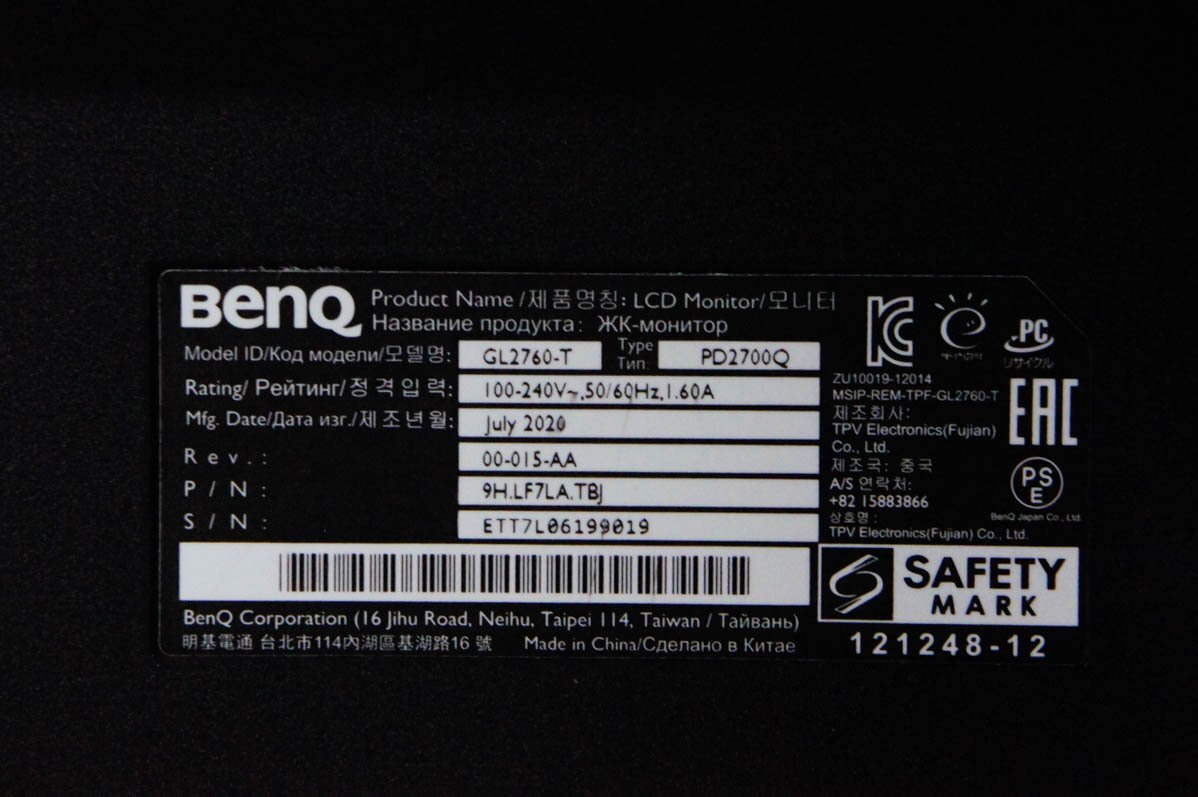 BenQ
Product Name /제품명칭: LCD Monitor/모니터
Название продукта: ЖК-монитор
Model ID/Код модели/모델명: GL2760-T Type Тип: PD2700Q
Rating/ Рейтинг/정격입력: 100-240V~,50/60Hz,1.60A
Mfg. Date/Дата изг./제조년월: July 2020
Rev.: 00-015-AA
P/N: 9H.LF7LA.TBJ
S/N: ETT7L06199019
BenQ Corporation (16 Jihu Road, Neihu, Taipei 114, Taiwan / Тайвань)
明基電通 台北市114內湖區基湖路16 號 Made in China/Сделано в Китае
KC
PC
リサイクル
ZU10019-12014
MSIP-REM-TPF-GL2760-T
제조회사:
TPV Electronics(Fujian)
Co., Ltd.
제조국: 중국
A/S 연락처:
+82 15883866
상호명 :
TPV Electronics(Fujian) Co., Ltd.
EAC
PS
E
BenQ Japan Co., Ltd.
SAFETY
MARK
121248-12